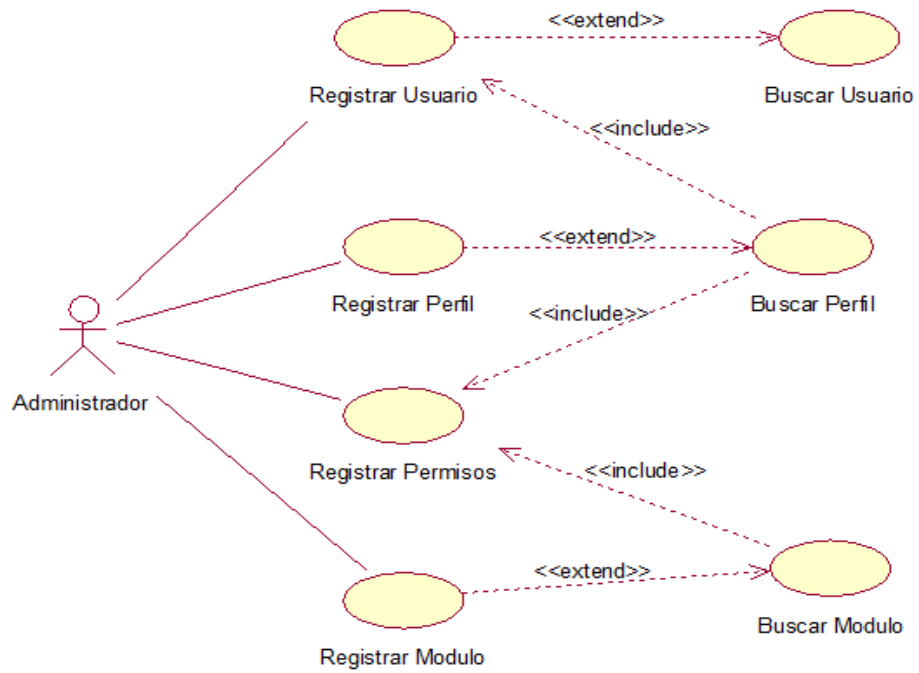 <<extend>>
Registrar Usuario
Buscar Usuario
<<include>>
<<extend>>
Registrar Perfil
Buscar Perfil
<<include>>
Administrador
Registrar Permisos
<<include>>
<<extend>>
Buscar Modulo
Registrar Modulo